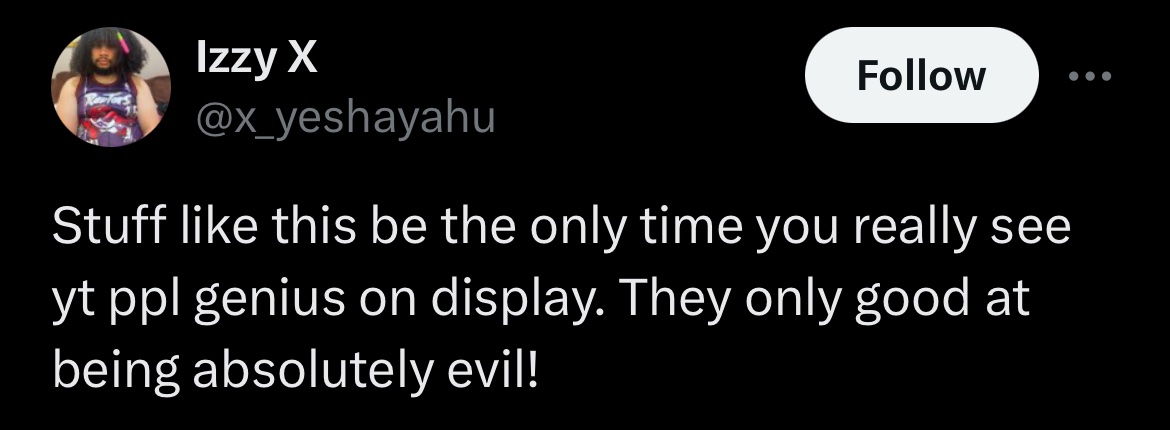 Izzy X
@x_yeshayahu
Follow
Stuff like this be the only time you really see
yt ppl genius on display. They only good at
being absolutely evil!